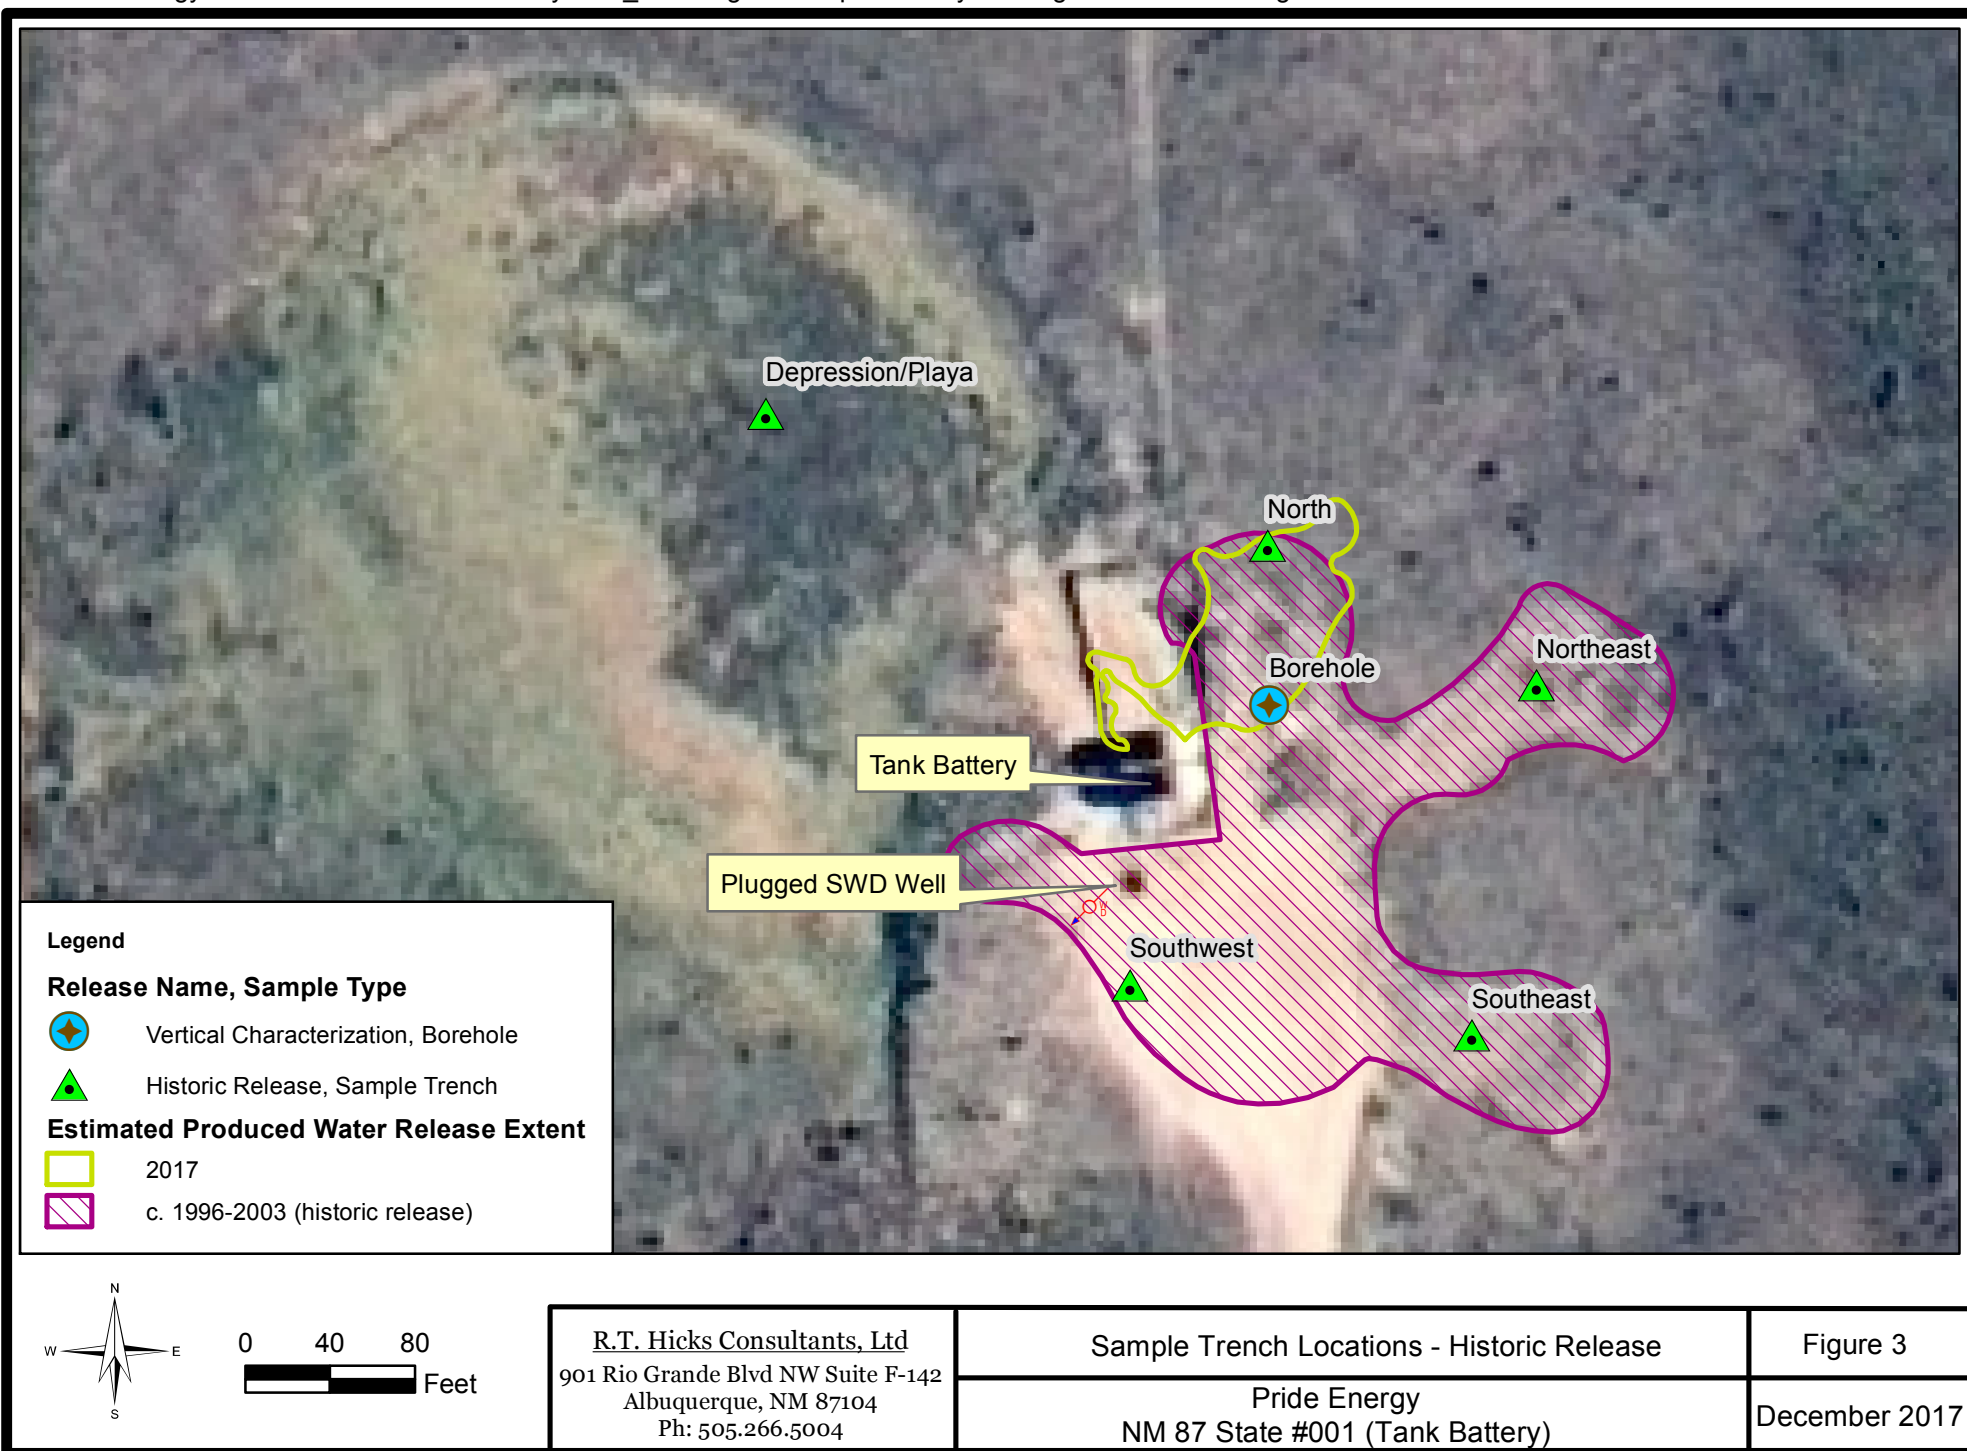 Depression/Playa
North
Northeast
Borehole
Tank Battery
Plugged SWD Well
W
D
Southwest
Southeast
Legend
Release Name, Sample Type
Vertical Characterization, Borehole
Historic Release, Sample Trench
Estimated Produced Water Release Extent
2017
c. 1996-2003 (historic release)
N
W E
S
0 40 80
Feet
R.T. Hicks Consultants, Ltd
901 Rio Grande Blvd NW Suite F-142
Albuquerque, NM 87104
Ph: 505.266.5004
Sample Trench Locations - Historic Release
Pride Energy
NM 87 State #001 (Tank Battery)
Figure 3
December 2017